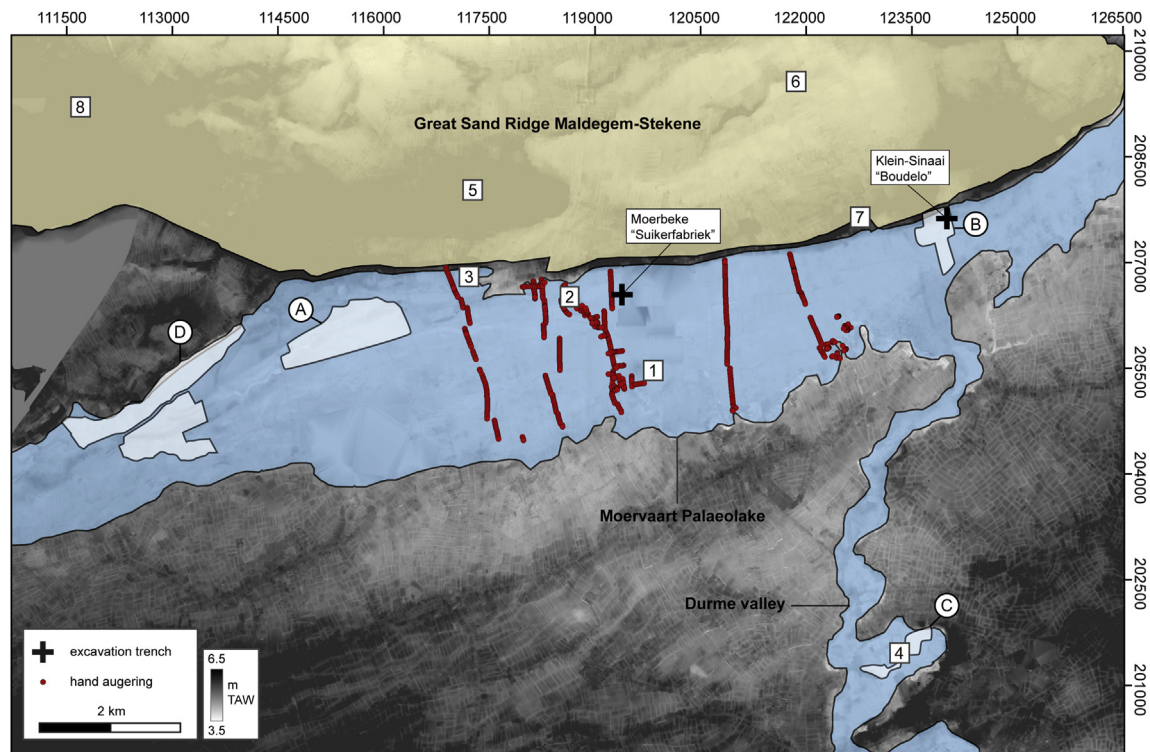 111500 113000 114500 116000 117500 119000 120500 122000 123500 125000 126500
210000
6
8
Great Sand Ridge Maldegem-Stekene
Klein-Sinaai
"Boudelo"
208500
5
Moerbeke
"Suikerfabriek"
7
B
207000
3
2
A
D
1
205500
204000
Moervaart Palaeolake
202500
Durme valley
C
4
201000
excavation trench
hand augering
2 km
6.5
m
TAW
3.5